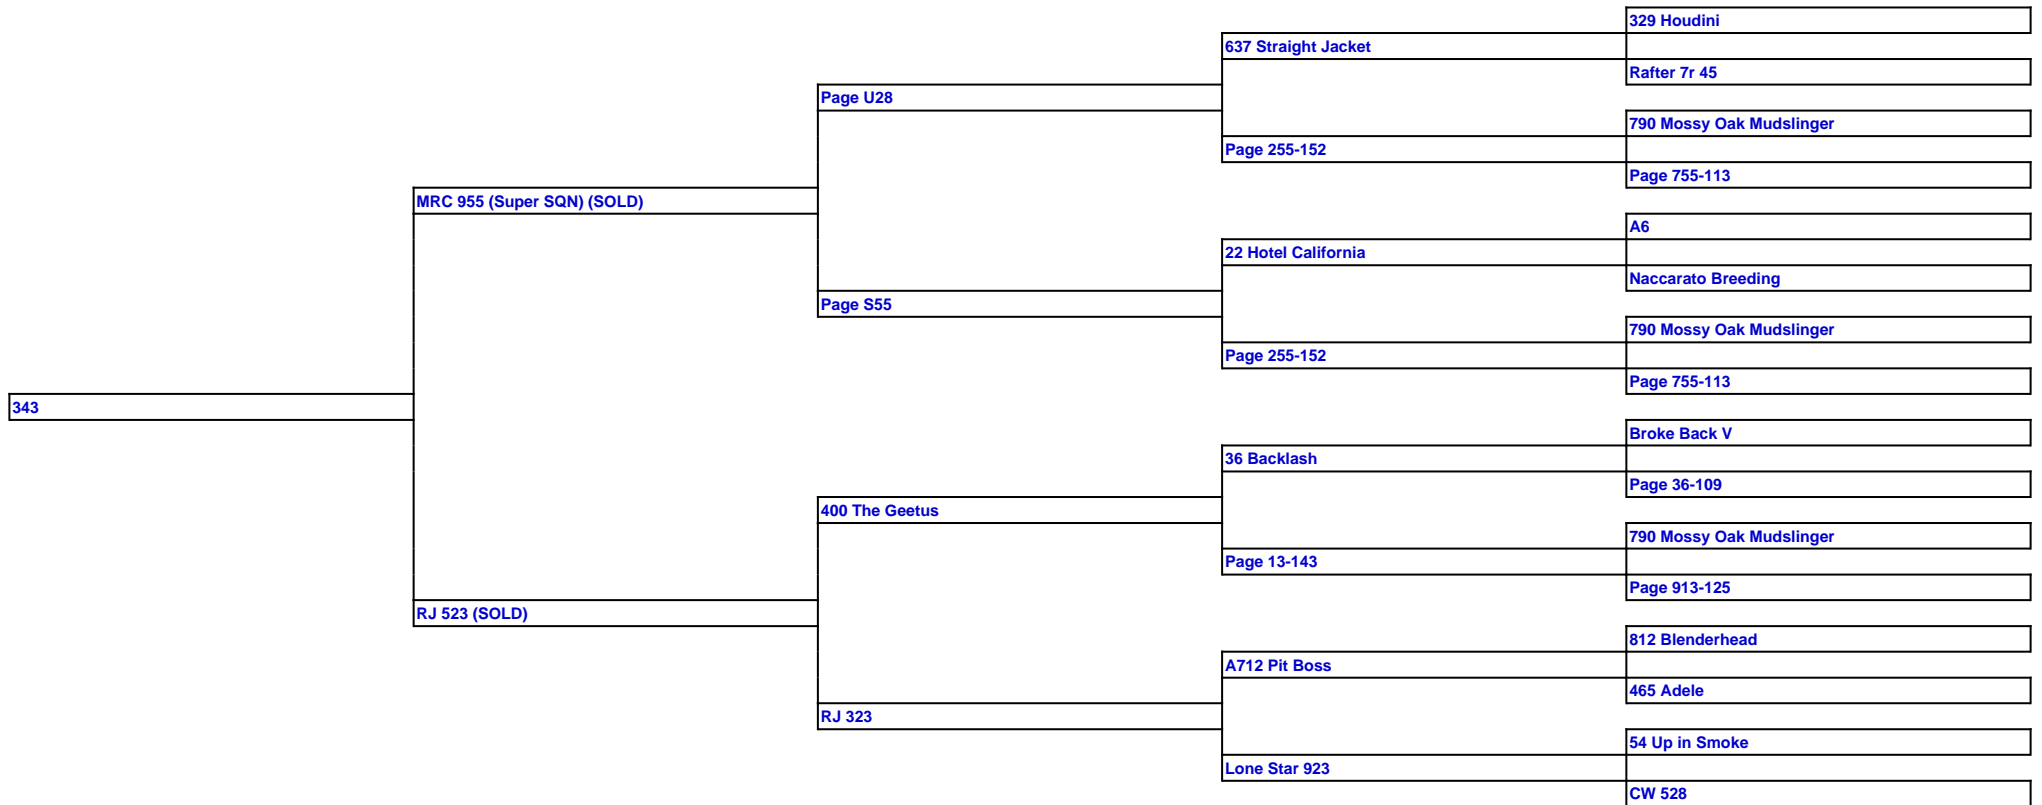 329 Houdini
637 Straight Jacket
Rafter 7r 45
Page U28
790 Mossy Oak Mudslinger
Page 255-152
Page 755-113
MRC 955 (Super SQN) (SOLD)
A6
22 Hotel California
Naccarato Breeding
Page S55
790 Mossy Oak Mudslinger
Page 255-152
Page 755-113
343
Broke Back V
36 Backlash
Page 36-109
400 The Geetus
790 Mossy Oak Mudslinger
Page 13-143
Page 913-125
RJ 523 (SOLD)
812 Blenderhead
A712 Pit Boss
465 Adele
RJ 323
54 Up in Smoke
Lone Star 923
CW 528